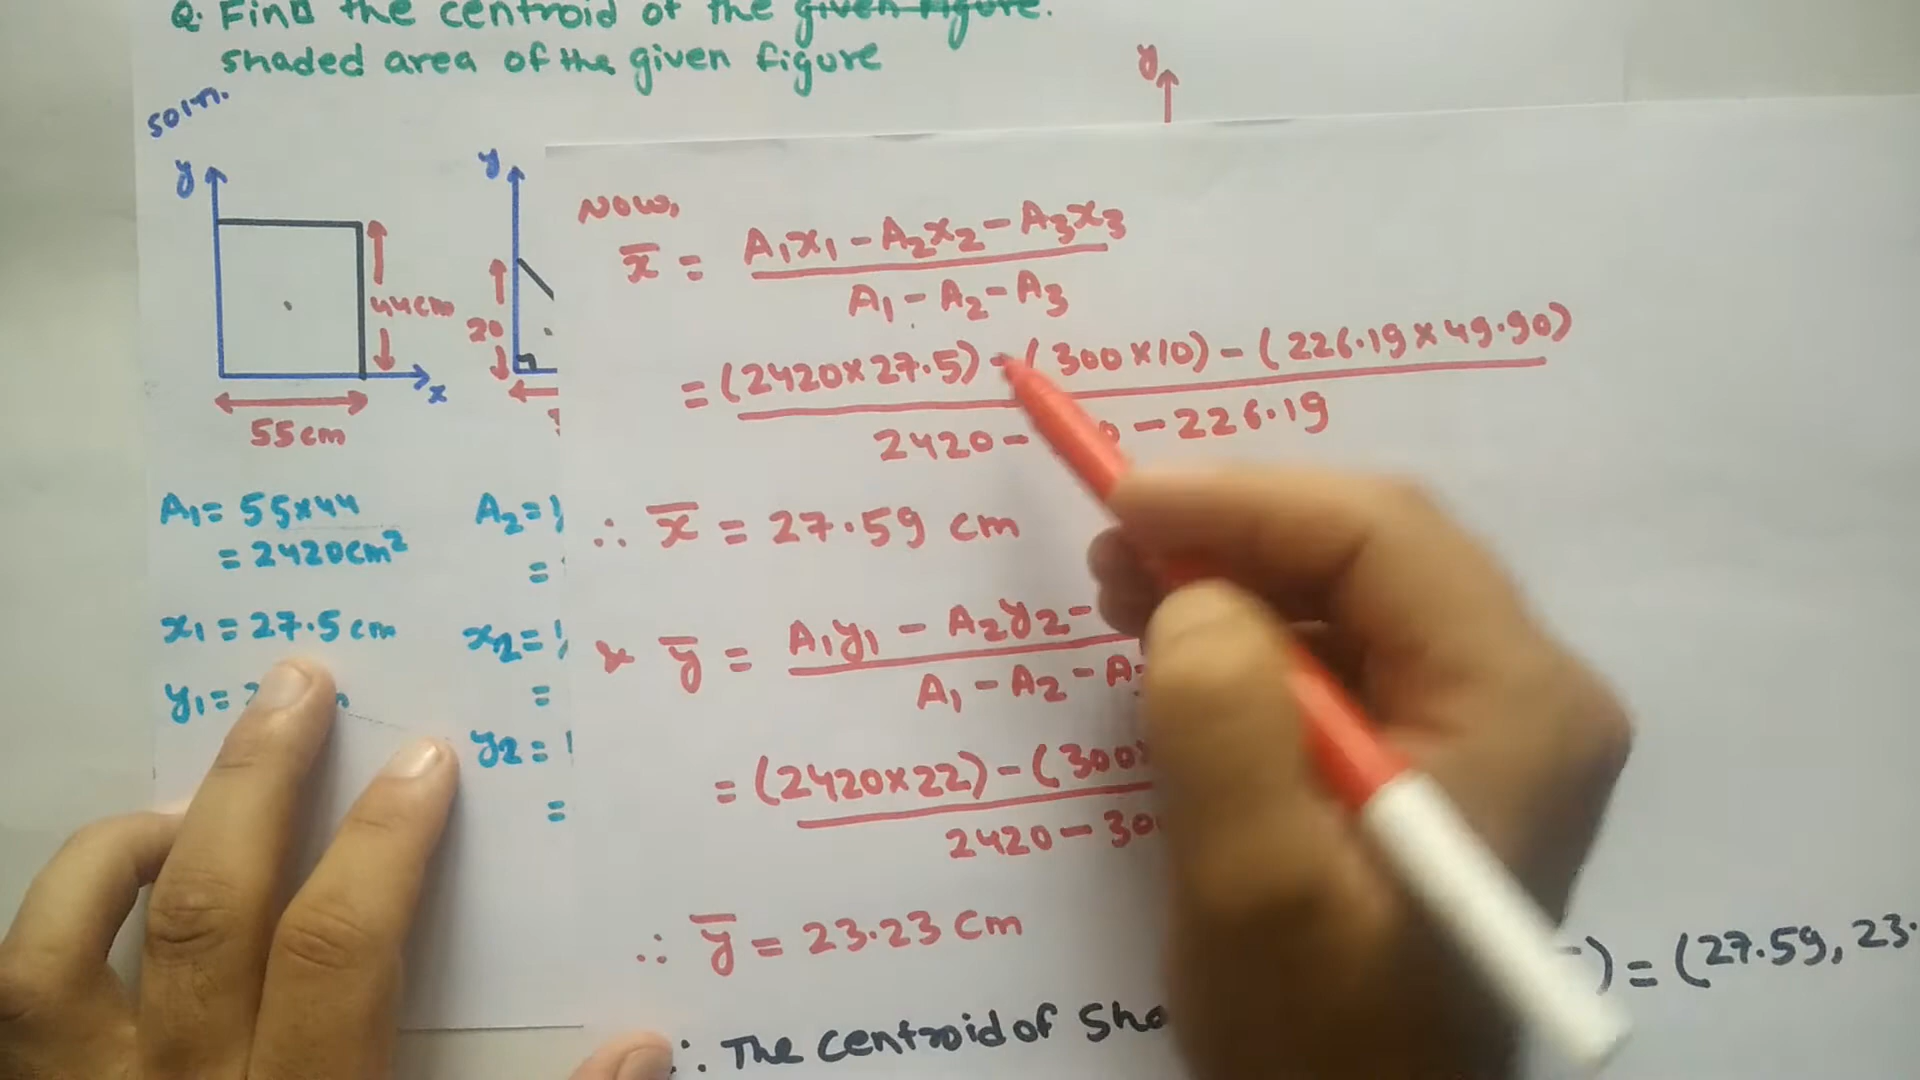 Q. Find the centroid of the given figure.
shaded area of the given figure
soln.
y
44cm
x
55cm
A₁ = 55×44
= 2420cm²
x₁ = 27.5 cm
y₁ =
y
20
A₂ =
=
x₂ =
=
y₂ =
=
y
Now,
x̄ = A₁x₁ - A₂x₂ - A₃x₃
A₁ - A₂ - A₃
= (2420×27.5) - (300×10) - (226.19×49.90)
2420 - - 226.19
∴ x̄ = 27.59 cm
* ȳ = A₁y₁ - A₂y₂ -
A₁ - A₂ - A₃
= (2420×22) - (300
2420 - 30
∴ ȳ = 23.23 cm
) = (27.59, 23.
∴ The centroid of Sha